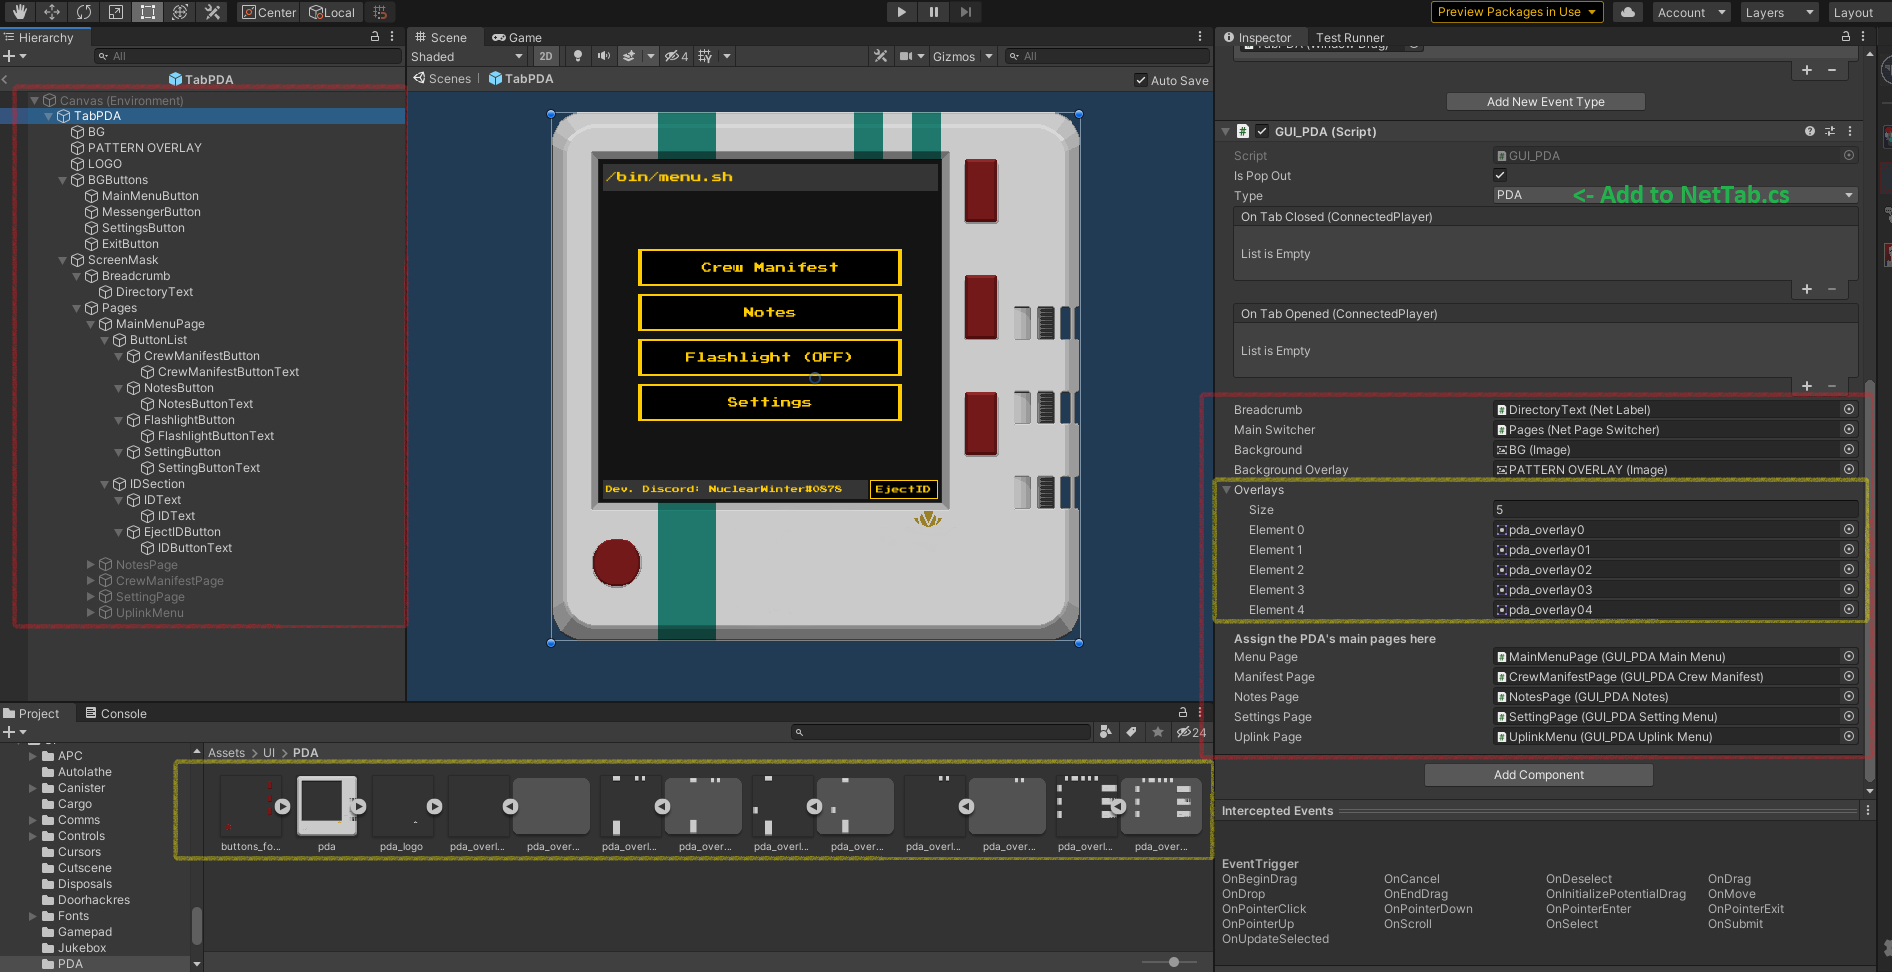 Center
Local
Preview Packages in Use
Account
Layers
Layout
Hierarchy
All
TabPDA
Canvas (Environment)
TabPDA
BG
PATTERN OVERLAY
LOGO
BGButtons
MainMenuButton
MessengerButton
SettingsButton
ExitButton
ScreenMask
Breadcrumb
DirectoryText
Pages
MainMenuPage
ButtonList
CrewManifestButton
CrewManifestButtonText
NotesButton
NotesButtonText
FlashlightButton
FlashlightButtonText
SettingButton
SettingButtonText
IDSection
IDText
IDText
EjectIDButton
IDButtonText
NotesPage
CrewManifestPage
SettingPage
UplinkMenu
Scene
Game
Shaded
2D
4
Gizmos
All
Scenes
TabPDA
Auto Save
/bin/menu.sh
Crew Manifest
Notes
Flashlight (OFF)
Settings
Dev. Discord: NuclearWinter#0878
EjectID
Inspector
Test Runner
TabPDA (Window Drag)
Add New Event Type
GUI_PDA (Script)
Script
GUI_PDA
Is Pop Out
Type
PDA
<- Add to NetTab.cs
On Tab Closed (ConnectedPlayer)
List is Empty
On Tab Opened (ConnectedPlayer)
List is Empty
Breadcrumb
DirectoryText (Net Label)
Main Switcher
Pages (Net Page Switcher)
Background
BG (Image)
Background Overlay
PATTERN OVERLAY (Image)
Overlays
Size
5
Element 0
pda_overlay0
Element 1
pda_overlay01
Element 2
pda_overlay02
Element 3
pda_overlay03
Element 4
pda_overlay04
Assign the PDA's main pages here
Menu Page
MainMenuPage (GUI_PDA Main Menu)
Manifest Page
CrewManifestPage (GUI_PDA Crew Manifest)
Notes Page
NotesPage (GUI_PDA Notes)
Settings Page
SettingPage (GUI_PDA Setting Menu)
Uplink Page
UplinkMenu (GUI_PDA Uplink Menu)
Add Component
Intercepted Events
EventTrigger
OnBeginDrag
OnCancel
OnDeselect
OnDrag
OnDrop
OnEndDrag
OnInitializePotentialDrag
OnMove
OnPointerClick
OnPointerDown
OnPointerEnter
OnPointerExit
OnPointerUp
OnScroll
OnSelect
OnSubmit
OnUpdateSelected
Project
Console
24
APC
Autolathe
Canister
Cargo
Comms
Controls
Cursors
Cutscene
Disposals
Doorhackres
Fonts
Gamepad
Jukebox
PDA
Assets > UI > PDA
buttons_fo...
pda
pda_logo
pda_overl...
pda_over...
pda_overl...
pda_over...
pda_overl...
pda_over...
pda_overl...
pda_over...
pda_overl...
pda_over...